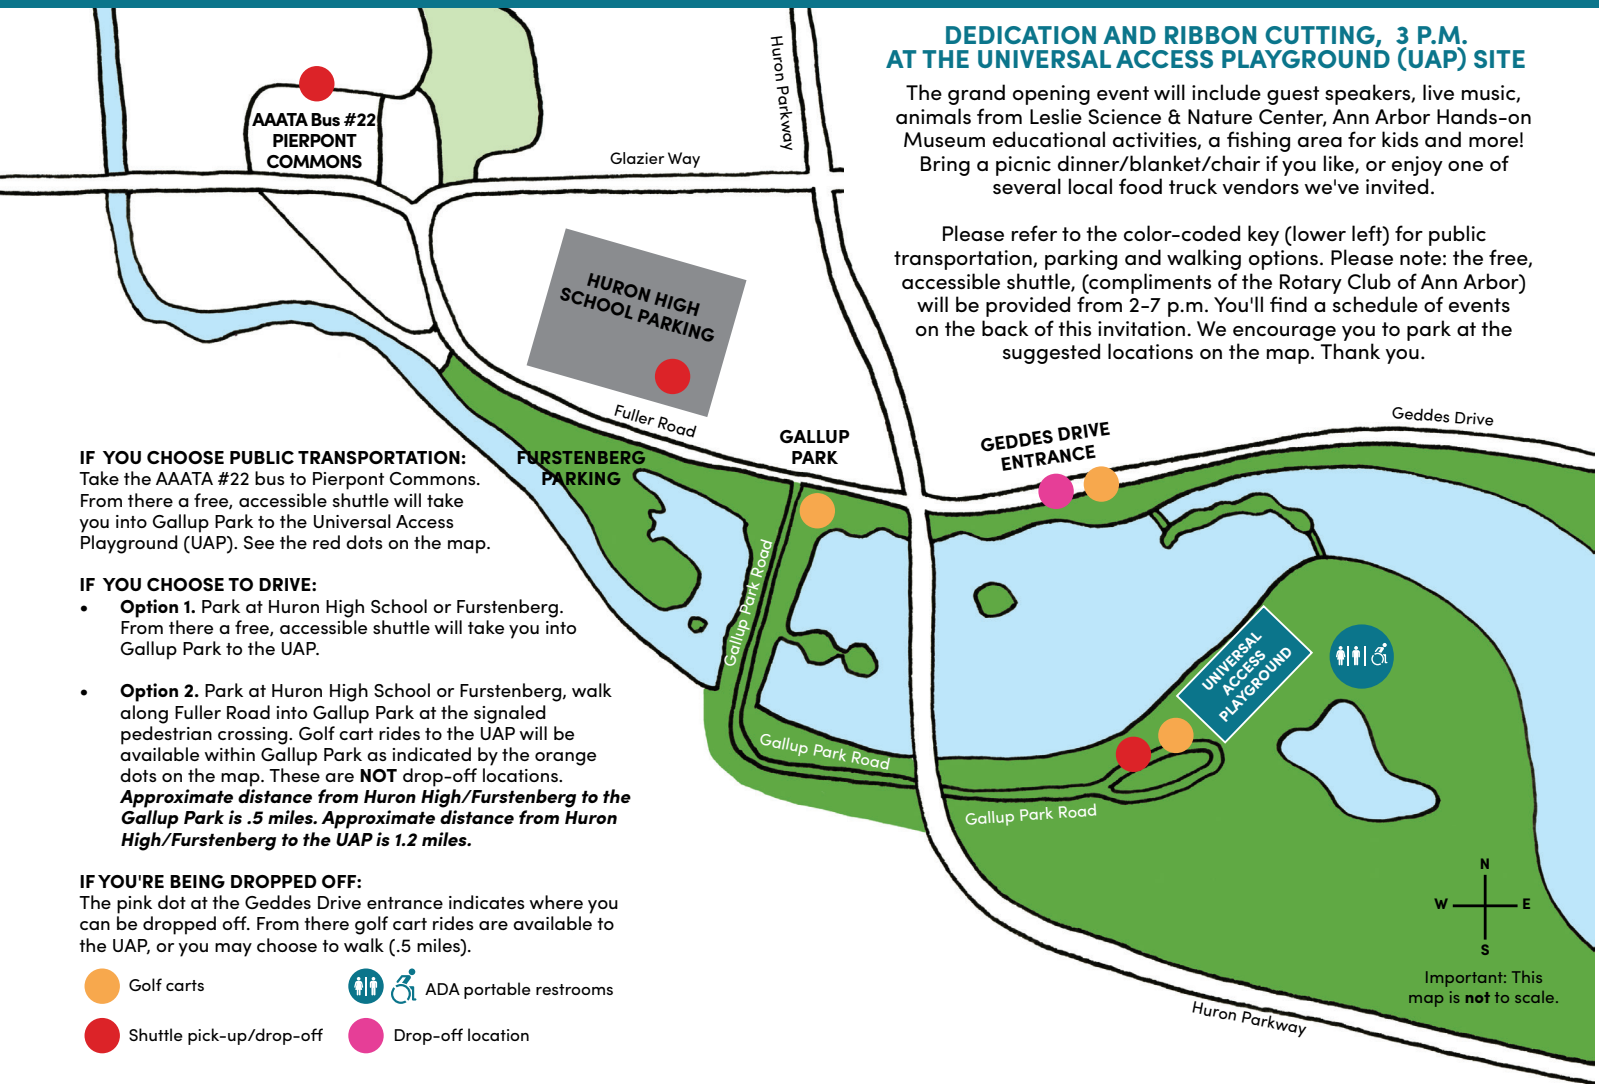 DEDICATION AND RIBBON CUTTING, 3 P.M.
AT THE UNIVERSAL ACCESS PLAYGROUND (UAP) SITE
The grand opening event will include guest speakers, live music,
animals from Leslie Science & Nature Center, Ann Arbor Hands-on
Museum educational activities, a fishing area for kids and more!
Bring a picnic dinner/blanket/chair if you like, or enjoy one of
several local food truck vendors we've invited.
Please refer to the color-coded key (lower left) for public
transportation, parking and walking options. Please note: the free,
accessible shuttle, (compliments of the Rotary Club of Ann Arbor)
will be provided from 2-7 p.m. You'll find a schedule of events
on the back of this invitation. We encourage you to park at the
suggested locations on the map. Thank you.
Huron Parkway
AAATA Bus #22
PIERPONT
COMMONS
Glazier Way
HURON HIGH
SCHOOL PARKING
Fuller Road
FURSTENBERG
PARKING
GALLUP
PARK
GEDDES DRIVE
ENTRANCE
Geddes Drive
Gallup Park Road
UNIVERSAL
ACCESS
PLAYGROUND
Gallup Park Road
Gallup Park Road
IF YOU CHOOSE PUBLIC TRANSPORTATION:
Take the AAATA #22 bus to Pierpont Commons.
From there a free, accessible shuttle will take
you into Gallup Park to the Universal Access
Playground (UAP). See the red dots on the map.
IF YOU CHOOSE TO DRIVE:
• Option 1. Park at Huron High School or Furstenberg.
From there a free, accessible shuttle will take you into
Gallup Park to the UAP.
• Option 2. Park at Huron High School or Furstenberg, walk
along Fuller Road into Gallup Park at the signaled
pedestrian crossing. Golf cart rides to the UAP will be
available within Gallup Park as indicated by the orange
dots on the map. These are NOT drop-off locations.
Approximate distance from Huron High/Furstenberg to the
Gallup Park is .5 miles. Approximate distance from Huron
High/Furstenberg to the UAP is 1.2 miles.
IF YOU'RE BEING DROPPED OFF:
The pink dot at the Geddes Drive entrance indicates where you
can be dropped off. From there golf cart rides are available to
the UAP, or you may choose to walk (.5 miles).
Golf carts
ADA portable restrooms
Shuttle pick-up/drop-off
Drop-off location
N
W E
S
Important: This
map is not to scale.
Huron Parkway